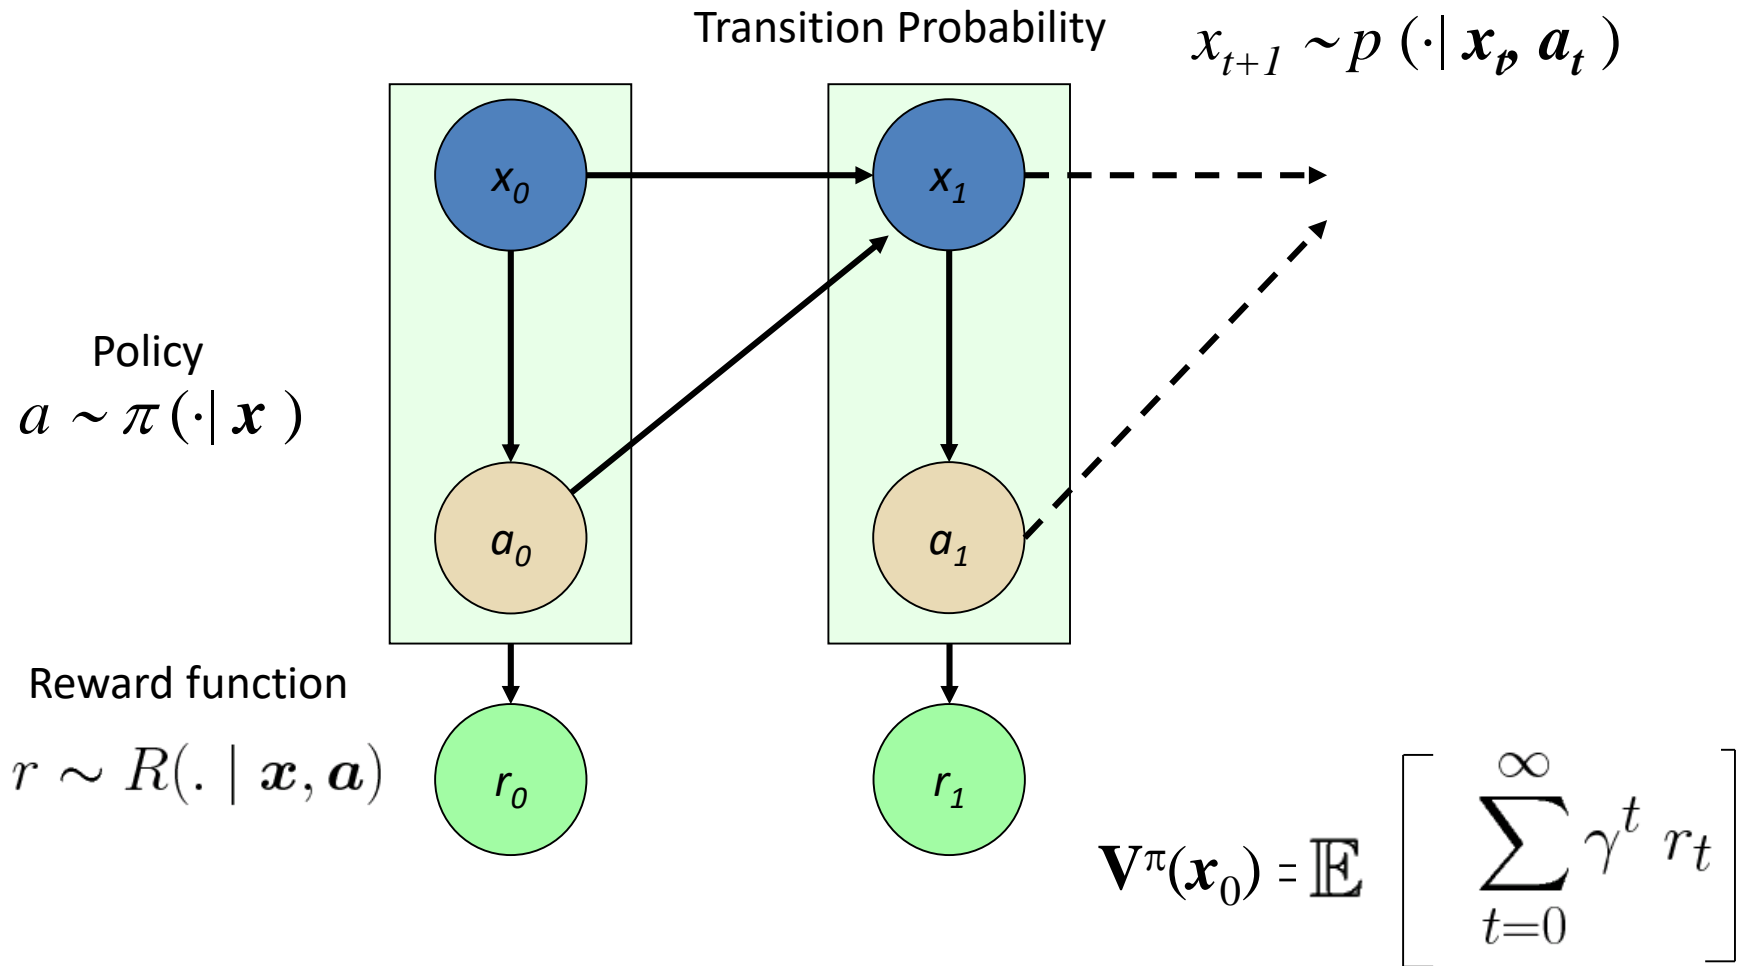 Transition Probability
x_{t+1} ~ p (·| x_t, a_t )
x_0
x_1
Policy
a ~ π (·| x )
a_0
a_1
Reward function
r ∼ R(. | x, a)
r_0
r_1
V^π(x_0) = 𝔼 [ ∑_{t=0}^{∞} γ^t r_t ]